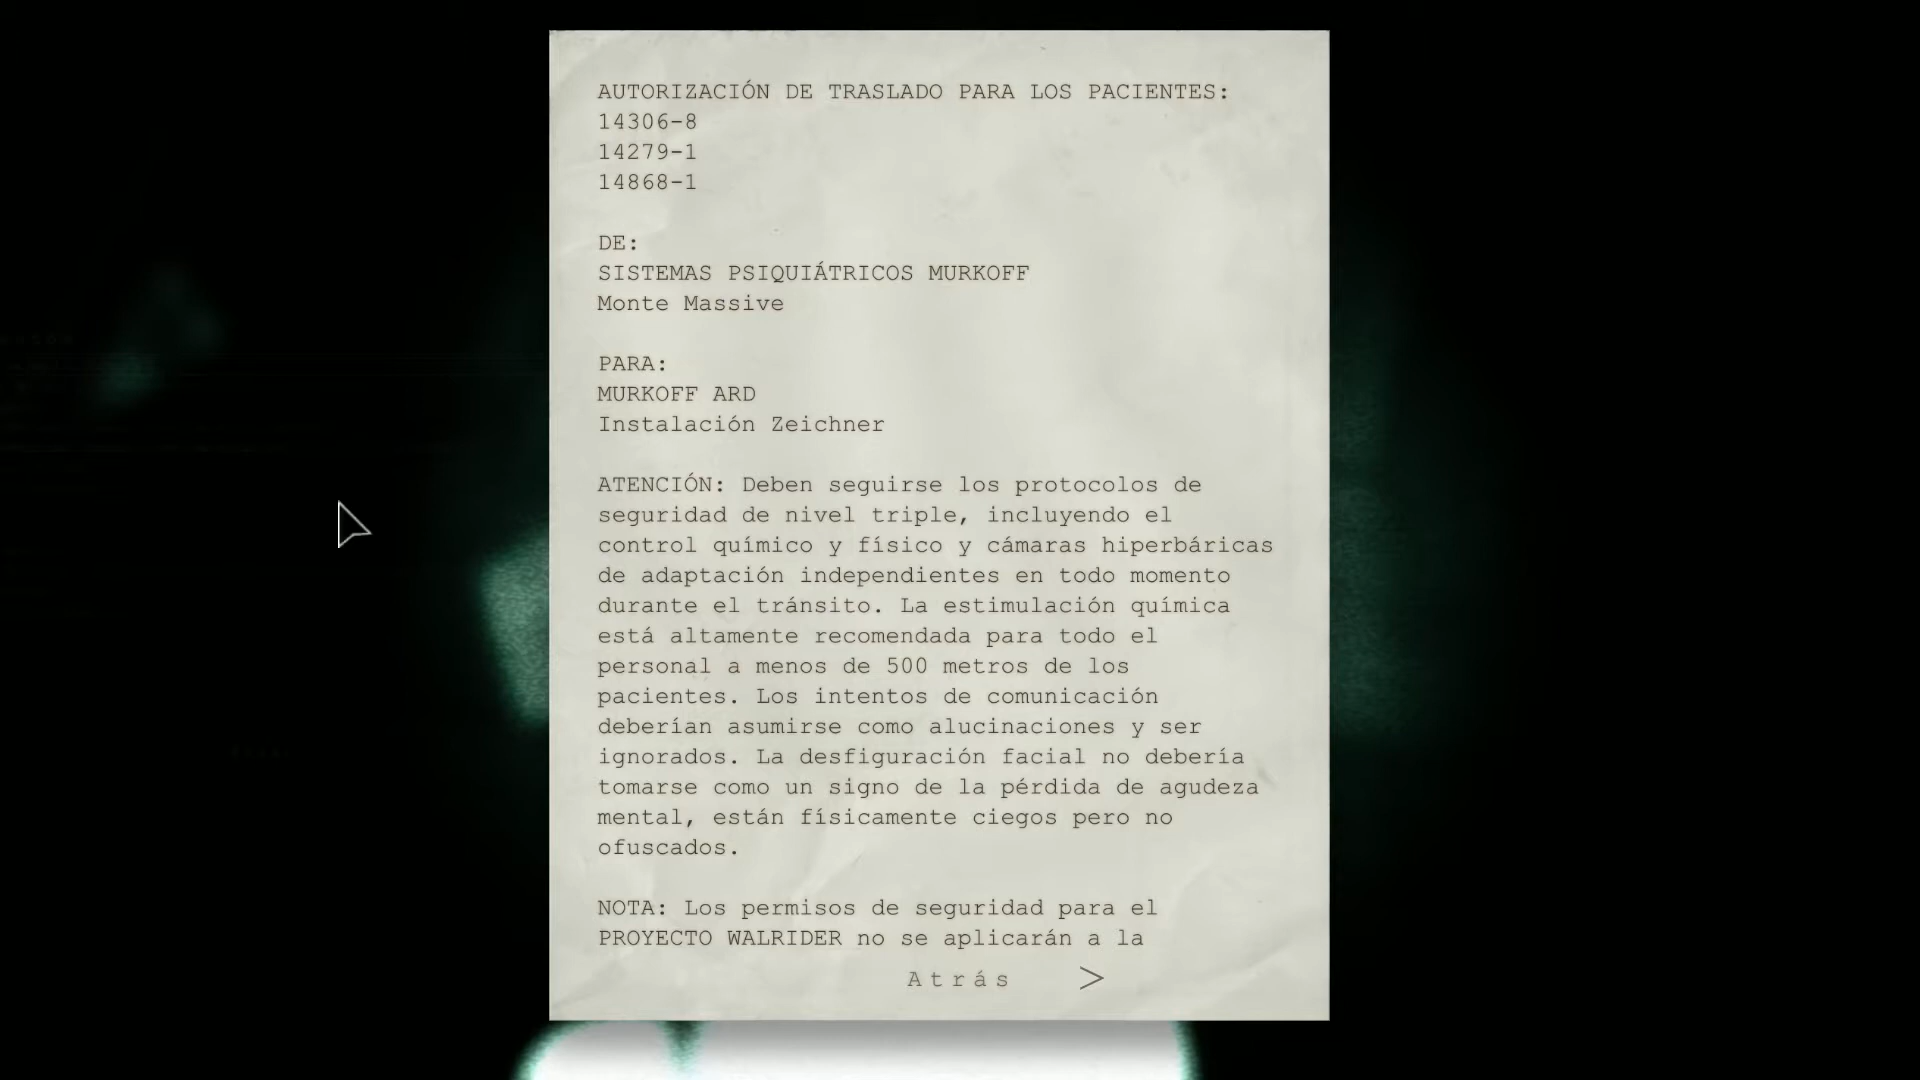 AUTORIZACIÓN DE TRASLADO PARA LOS PACIENTES:
14306-8
14279-1
14868-1
DE:
SISTEMAS PSIQUIÁTRICOS MURKOFF
Monte Massive
PARA:
MURKOFF ARD
Instalación Zeichner
ATENCIÓN: Deben seguirse los protocolos de
seguridad de nivel triple, incluyendo el
control químico y físico y cámaras hiperbáricas
de adaptación independientes en todo momento
durante el tránsito. La estimulación química
está altamente recomendada para todo el
personal a menos de 500 metros de los
pacientes. Los intentos de comunicación
deberían asumirse como alucinaciones y ser
ignorados. La desfiguración facial no debería
tomarse como un signo de la pérdida de agudeza
mental, están físicamente ciegos pero no
ofuscados.
NOTA: Los permisos de seguridad para el
PROYECTO WALRIDER no se aplicarán a la
Atrás >